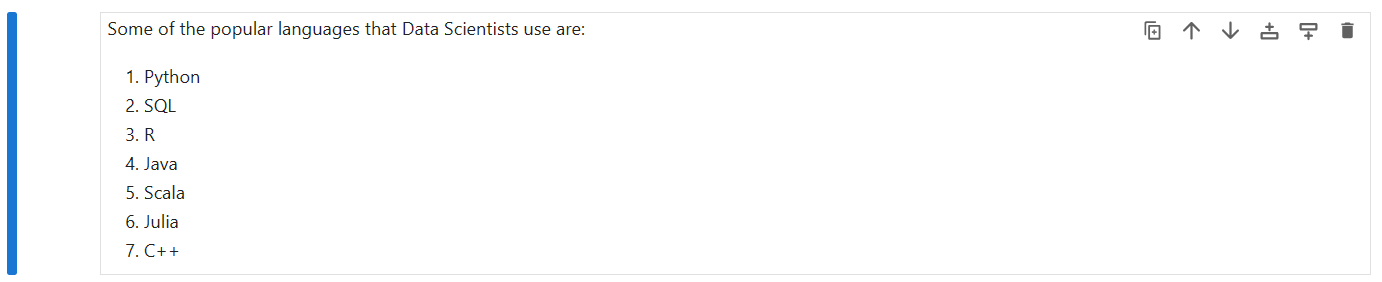 Some of the popular languages that Data Scientists use are:
1. Python
2. SQL
3. R
4. Java
5. Scala
6. Julia
7. C++